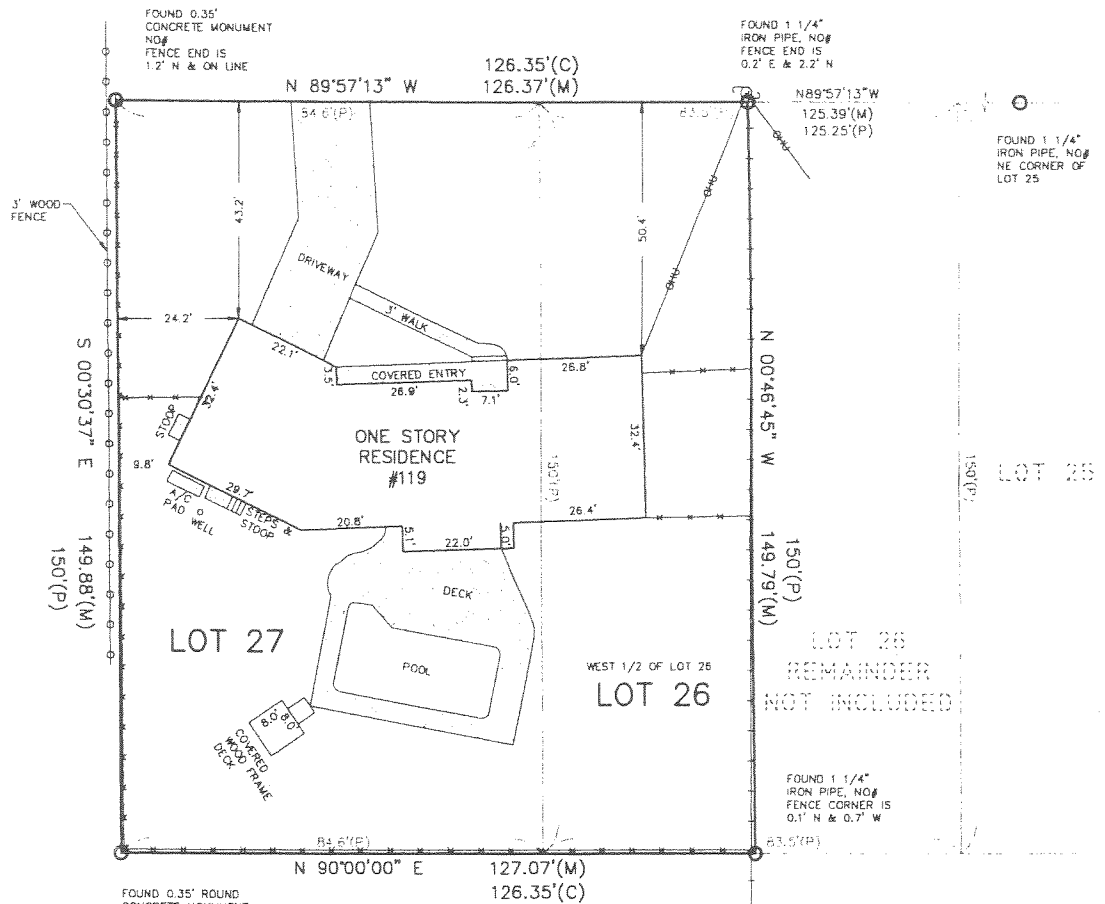 FOUND 0.35'
CONCRETE MONUMENT
NO#
FENCE END IS
1.2' N & ON LINE
FOUND 1 1/4"
IRON PIPE, NO#
FENCE END IS
0.2' E & 2.2' N
126.35'(C)
N 89°57'13" W 126.37'(M)
N89°57'13"W
125.39'(M)
125.25'(P)
FOUND 1 1/4"
IRON PIPE, NO#
NE CORNER OF
LOT 25
84.6'(P)
83.5'(P)
3' WOOD
FENCE
43.2'
50.4'
DRIVEWAY
3' WALK
24.2'
22.1'
3.5'
COVERED ENTRY
26.9'
2.3'
7.1'
6.0'
26.8'
S 00°30'37" E
N 00°46'45" W
32.4'
STOOP
ONE STORY
RESIDENCE
#119
32.4'
9.8'
29.7'
A/C
PAD
WELL
STEPS &
STOOP
20.8'
5.1'
22.0'
5.0'
26.4'
150'(P)
150'(P)
LOT 25
149.88'(M)
150'(P)
150'(P)
149.79'(M)
DECK
POOL
LOT 27
WEST 1/2 OF LOT 26
LOT 26
LOT 26
REMAINDER
NOT INCLUDED
8.0'
8.0'
COVERED
WOOD FRAME
DECK
FOUND 1 1/4"
IRON PIPE, NO#
FENCE CORNER IS
0.1' N & 0.7' W
84.6'(P)
83.5'(P)
N 90°00'00" E 127.07'(M)
126.35'(C)
FOUND 0.35' ROUND
CONCRETE MONUMENT
OHU
OHU